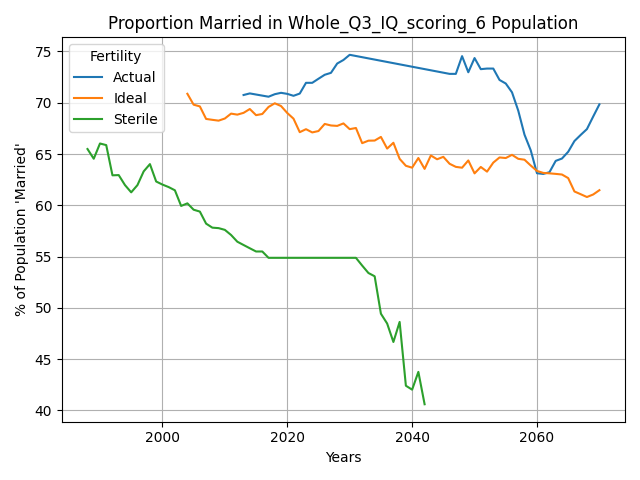 Proportion Married in Whole_Q3_IQ_scoring_6 Population
% of Population 'Married'
75
70
65
60
55
50
45
40
Fertility
Actual
Ideal
Sterile
2000
2020
2040
2060
Years